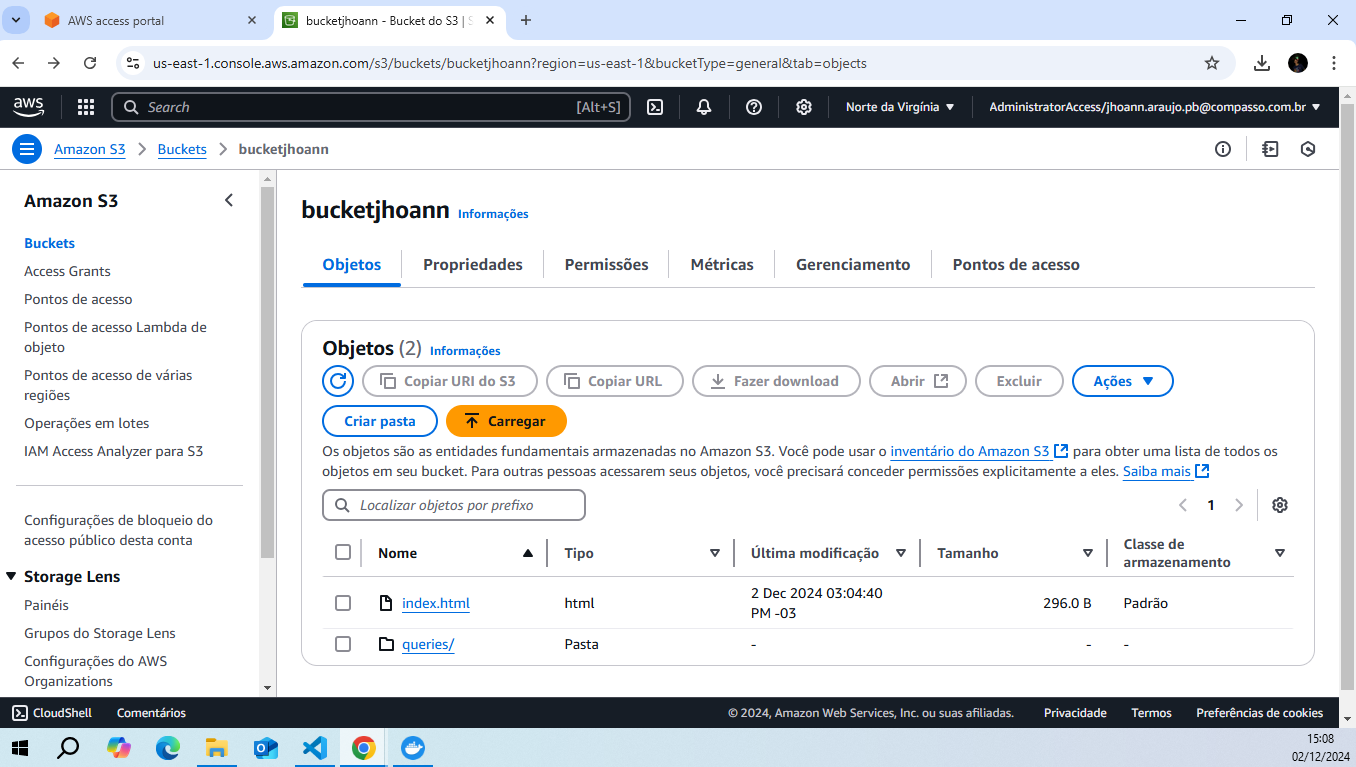 AWS access portal
bucketjhoann - Bucket do S3 | S
us-east-1.console.aws.amazon.com/s3/buckets/bucketjhoann?region=us-east-1&bucketType=general&tab=objects
aws
Search
[Alt+S]
Norte da Virgínia
AdministratorAccess/jhoann.araujo.pb@compasso.com.br
Amazon S3
Buckets
bucketjhoann
Amazon S3
Buckets
Access Grants
Pontos de acesso
Pontos de acesso Lambda de
objeto
Pontos de acesso de várias
regiões
Operações em lotes
IAM Access Analyzer para S3
Configurações de bloqueio do
acesso público desta conta
Storage Lens
Painéis
Grupos do Storage Lens
Configurações do AWS
Organizations
bucketjhoann Informações
Objetos
Propriedades
Permissões
Métricas
Gerenciamento
Pontos de acesso
Objetos (2) Informações
Copiar URI do S3
Copiar URL
Fazer download
Abrir
Excluir
Ações
Criar pasta
Carregar
Os objetos são as entidades fundamentais armazenadas no Amazon S3. Você pode usar o inventário do Amazon S3 para obter uma lista de todos os
objetos em seu bucket. Para outras pessoas acessarem seus objetos, você precisará conceder permissões explicitamente a eles. Saiba mais
Localizar objetos por prefixo
1
Nome
Tipo
Última modificação
Tamanho
Classe de
armazenamento
index.html
html
2 Dec 2024 03:04:40
PM -03
296.0 B
Padrão
queries/
Pasta
-
-
-
CloudShell
Comentários
© 2024, Amazon Web Services, Inc. ou suas afiliadas.
Privacidade
Termos
Preferências de cookies
15:08
02/12/2024